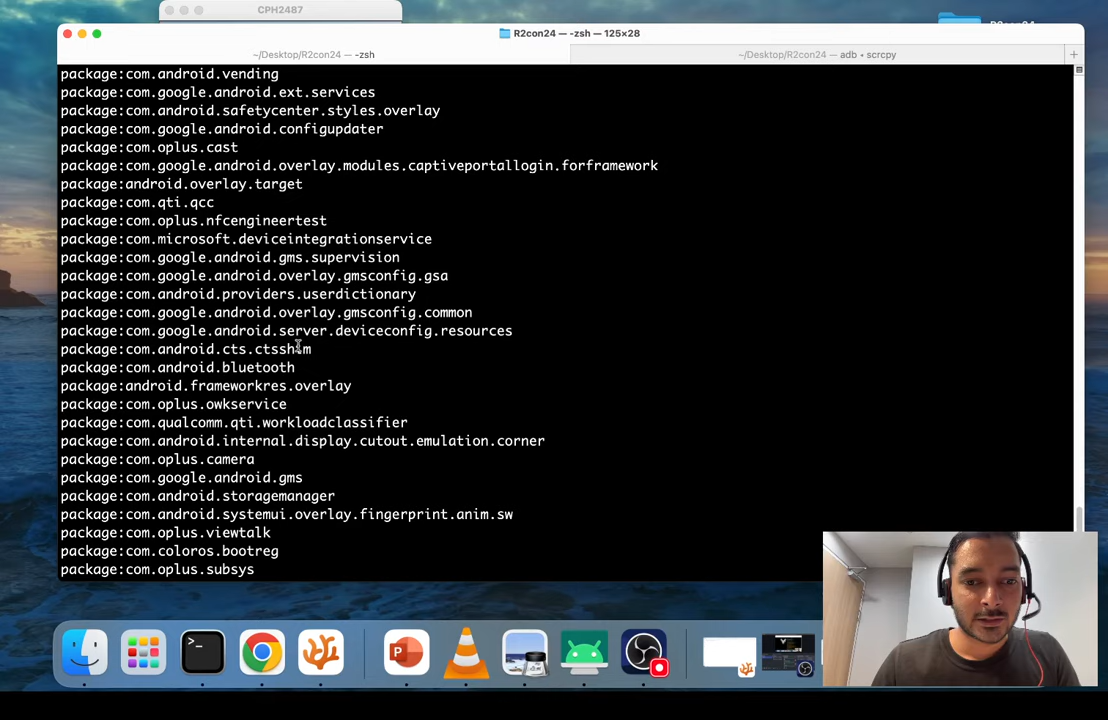 CPH2487
R2con24
R2con24 — -zsh — 125×28
~/Desktop/R2con24 — -zsh
~/Desktop/R2con24 — adb • scrcpy
package:com.android.vending
package:com.google.android.ext.services
package:com.android.safetycenter.styles.overlay
package:com.google.android.configupdater
package:com.oplus.cast
package:com.google.android.overlay.modules.captiveportallogin.forframework
package:android.overlay.target
package:com.qti.qcc
package:com.oplus.nfcengineertest
package:com.microsoft.deviceintegrationservice
package:com.google.android.gms.supervision
package:com.google.android.overlay.gmsconfig.gsa
package:com.android.providers.userdictionary
package:com.google.android.overlay.gmsconfig.common
package:com.google.android.server.deviceconfig.resources
package:com.android.cts.ctsshim
package:com.android.bluetooth
package:android.frameworkres.overlay
package:com.oplus.owkservice
package:com.qualcomm.qti.workloadclassifier
package:com.android.internal.display.cutout.emulation.corner
package:com.oplus.camera
package:com.google.android.gms
package:com.android.storagemanager
package:com.android.systemui.overlay.fingerprint.anim.sw
package:com.oplus.viewtalk
package:com.coloros.bootreg
package:com.oplus.subsys